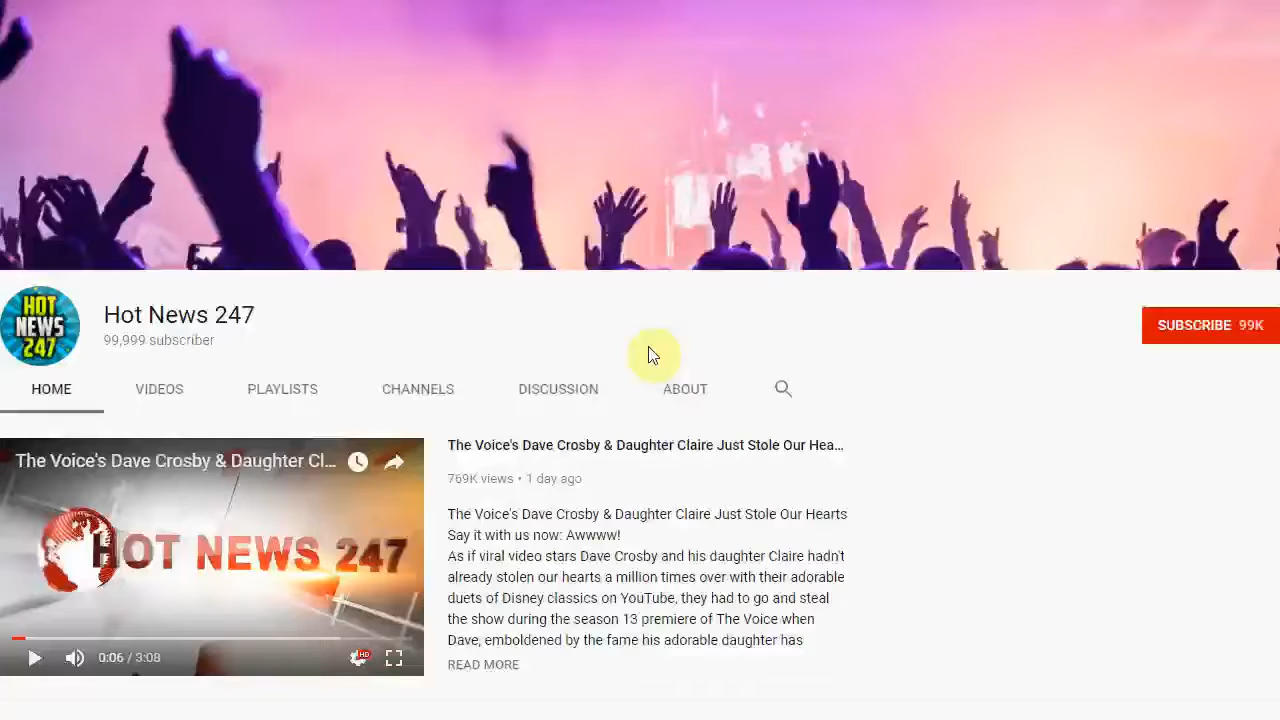 HOT
NEWS
247
Hot News 247
99,999 subscriber
SUBSCRIBE 99K
HOME VIDEOS PLAYLISTS CHANNELS DISCUSSION ABOUT
The Voice's Dave Crosby & Daughter Cl...
HOT NEWS 247
0:06 / 3:08
HD
The Voice's Dave Crosby & Daughter Claire Just Stole Our Hea...
769K views • 1 day ago
The Voice's Dave Crosby & Daughter Claire Just Stole Our Hearts
Say it with us now: Awwww!
As if viral video stars Dave Crosby and his daughter Claire hadn't
already stolen our hearts a million times over with their adorable
duets of Disney classics on YouTube, they had to go and steal
the show during the season 13 premiere of The Voice when
Dave, emboldened by the fame his adorable daughter has
READ MORE